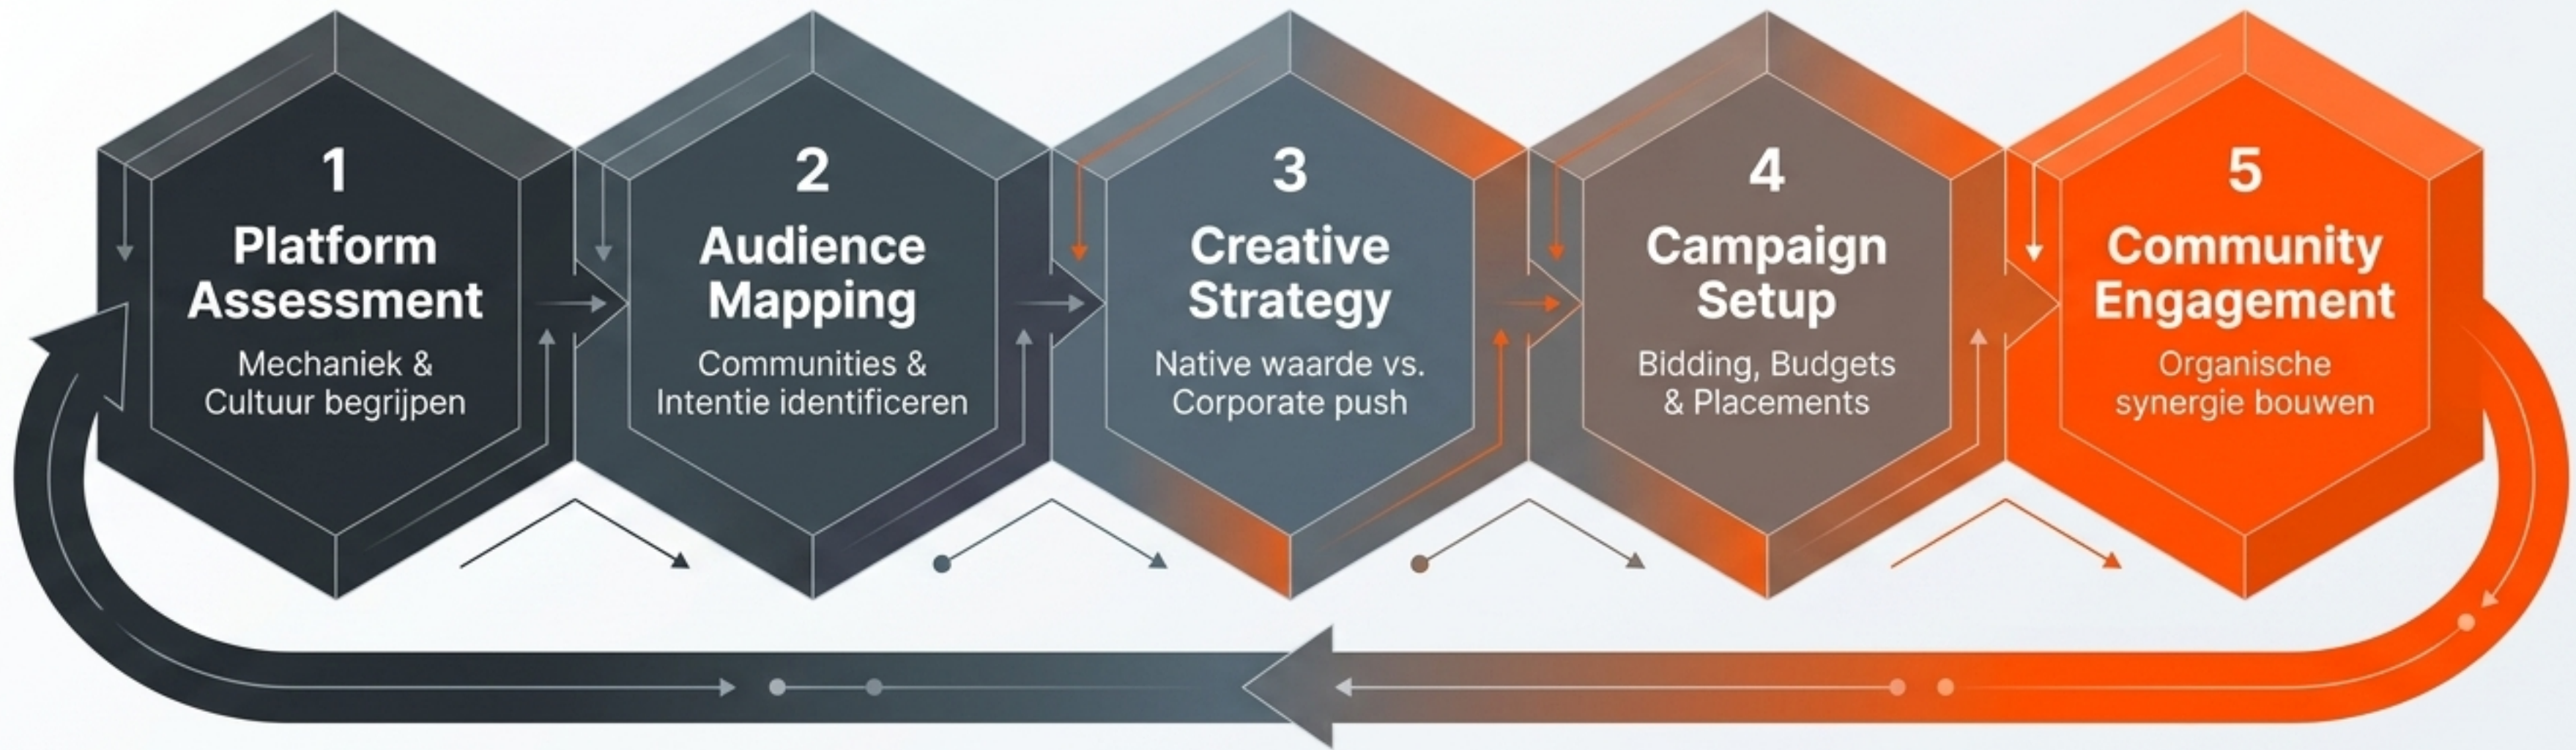 1
Platform
Assessment
Mechaniek &
Cultuur begrijpen
2
Audience
Mapping
Communities &
Intentie identificeren
3
Creative
Strategy
Native waarde vs.
Corporate push
4
Campaign
Setup
Bidding, Budgets
& Placements
5
Community
Engagement
Organische
synergie bouwen